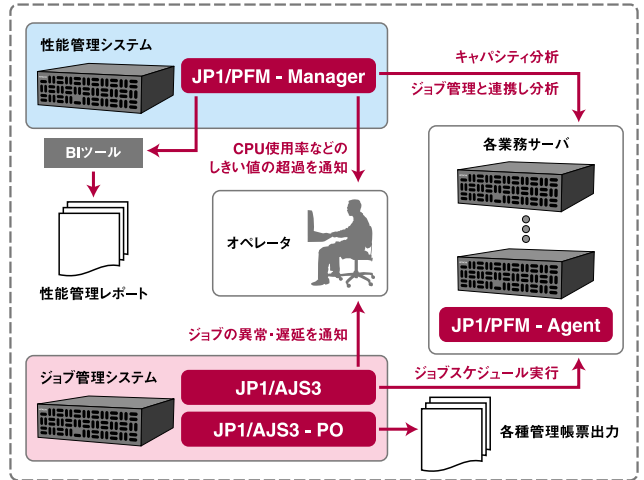 性能管理システム
JP1/PFM - Manager
キャパシティ分析
ジョブ管理と連携し分析
BIツール
CPU使用率などの
しきい値の超過を通知
各業務サーバ
オペレータ
性能管理レポート
JP1/PFM - Agent
ジョブの異常・遅延を通知
ジョブ管理システム
JP1/AJS3
ジョブスケジュール実行
JP1/AJS3 - PO
各種管理帳票出力